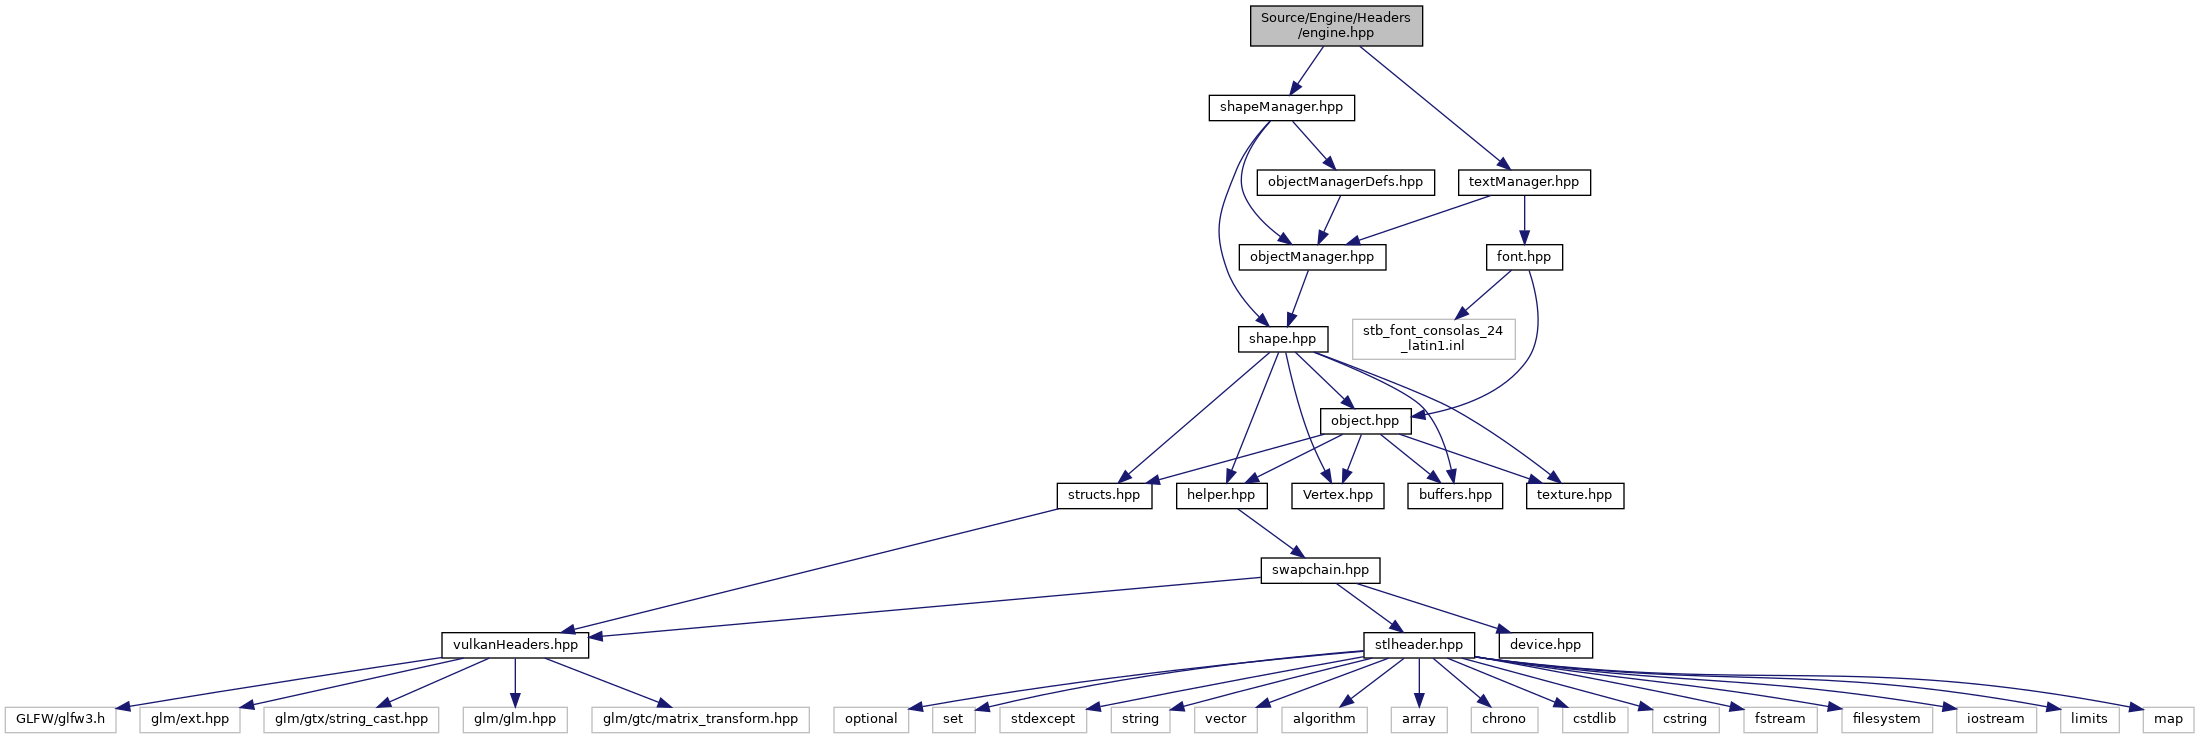 Source/Engine/Headers
/engine.hpp
shapeManager.hpp
objectManagerDefs.hpp
textManager.hpp
objectManager.hpp
font.hpp
shape.hpp
stb_font_consolas_24
_latin1.inl
object.hpp
structs.hpp
helper.hpp
Vertex.hpp
buffers.hpp
texture.hpp
swapchain.hpp
vulkanHeaders.hpp
stlheader.hpp
device.hpp
GLFW/glfw3.h
glm/ext.hpp
glm/gtx/string_cast.hpp
glm/glm.hpp
glm/gtc/matrix_transform.hpp
optional
set
stdexcept
string
vector
algorithm
array
chrono
cstdlib
cstring
fstream
filesystem
iostream
limits
map